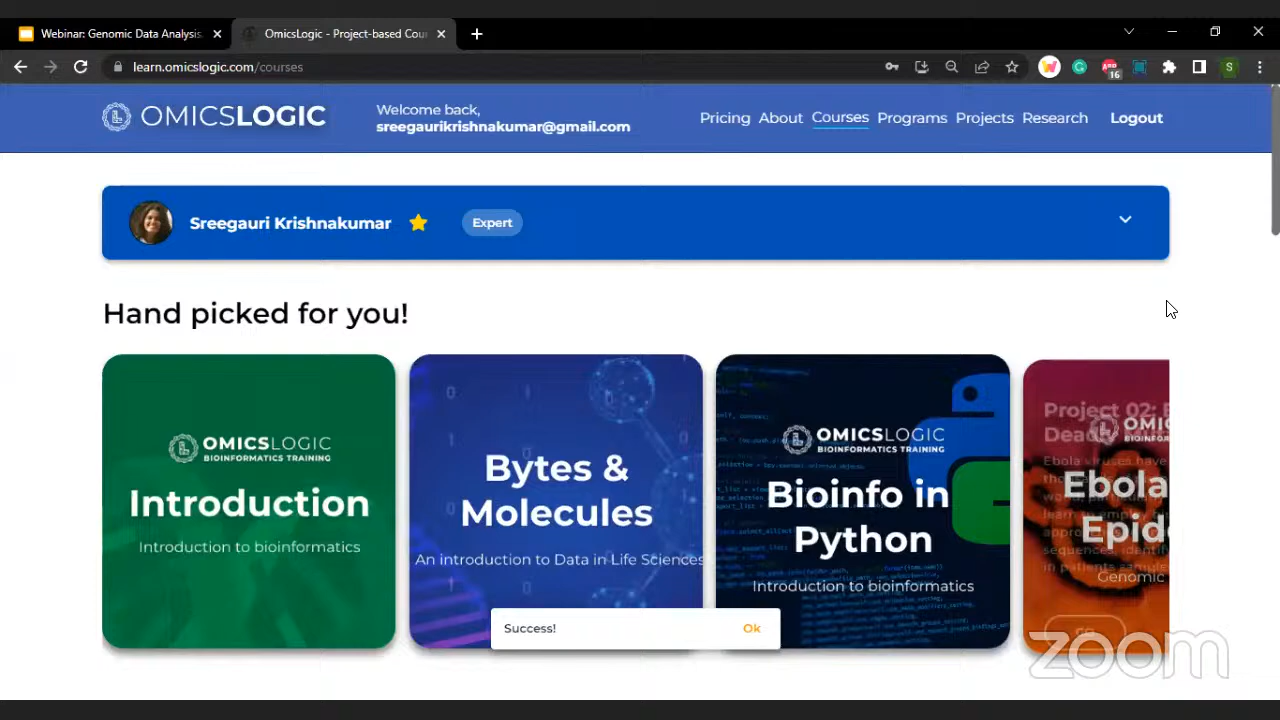 Webinar: Genomic Data Analysis.
OmicsLogic - Project-based Cou
learn.omicslogic.com/courses
16
S
OMICSLOGIC
Welcome back,
sreegaurikrishnakumar@gmail.com
Pricing About Courses Programs Projects Research Logout
Sreegauri Krishnakumar
Expert
Hand picked for you!
OMICSLOGIC
BIOINFORMATICS TRAINING
Introduction
Introduction to bioinformatics
Bytes &
Molecules
An introduction to Data in Life Sciences
OMICSLOGIC
BIOINFORMATICS TRAINING
Bioinfo in
Python
Introduction to bioinformatics
Project 02:
Ebola
Epid
Genomic
Success!
Ok
zoom